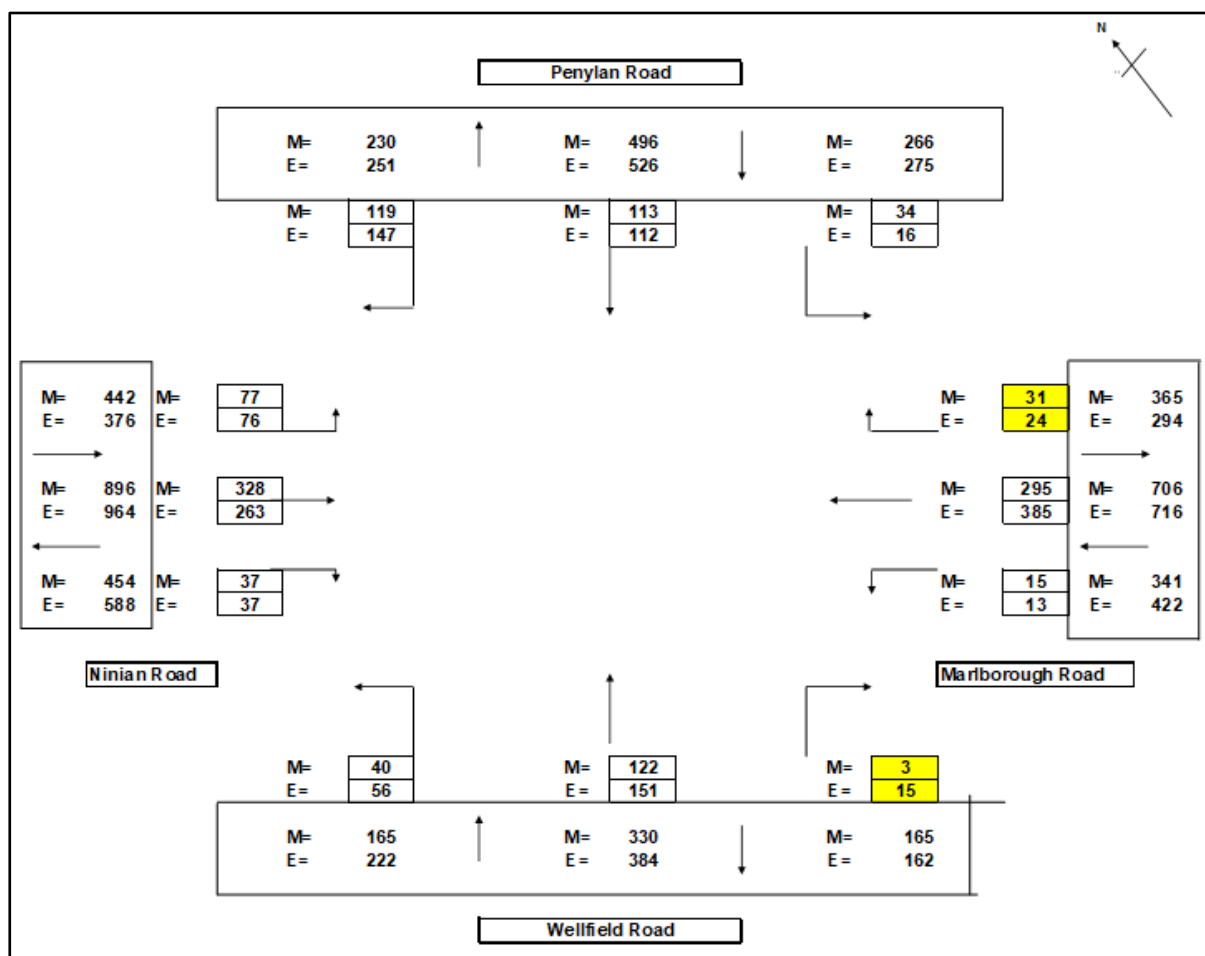 N
Penylan Road
M= 230 M= 496 M= 266
E= 251 E= 526 E= 275
M= 119 M= 113 M= 34
E= 147 E= 112 E= 16
M= 442 M= 77 M= 31 M= 365
E= 376 E= 76 E= 24 E= 294
M= 896 M= 328 M= 295 M= 706
E= 964 E= 263 E= 385 E= 716
M= 454 M= 37 M= 15 M= 341
E= 588 E= 37 E= 13 E= 422
Ninian Road Marlborough Road
M= 40 M= 122 M= 3
E= 56 E= 151 E= 15
M= 165 M= 330 M= 165
E= 222 E= 384 E= 162
Wellfield Road